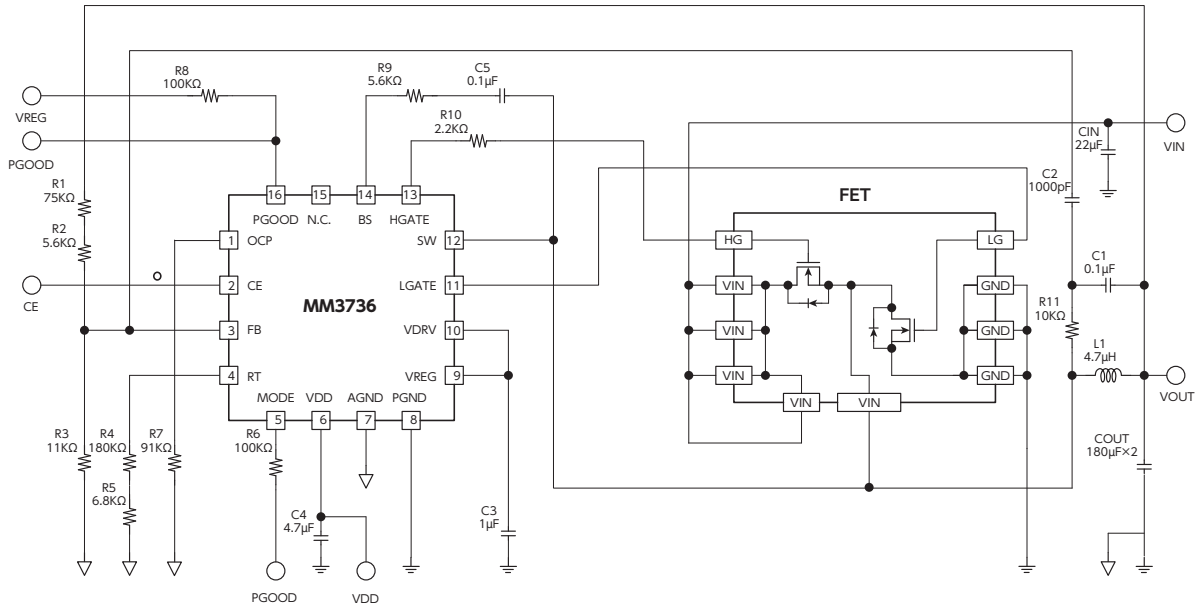 R8
100KΩ
VREG
PGOOD
R9
5.6KΩ
C5
0.1µF
R10
2.2KΩ
CIN
22µF
VIN
C2
1000pF
R1
75KΩ
R2
5.6KΩ
16
15
14
13
PGOOD
N.C.
BS
HGATE
1
OCP
2
CE
3
FB
4
RT
MM3736
SW
12
LGATE
11
VDRV
10
VREG
9
MODE
VDD
AGND
PGND
5
6
7
8
CE
FET
HG
VIN
VIN
VIN
VIN
VIN
LG
GND
GND
GND
C1
0.1µF
R11
10KΩ
L1
4.7µH
VOUT
COUT
180µF×2
R3
11KΩ
R4
180KΩ
R7
91KΩ
R6
100KΩ
R5
6.8KΩ
C4
4.7µF
C3
1µF
PGOOD
VDD